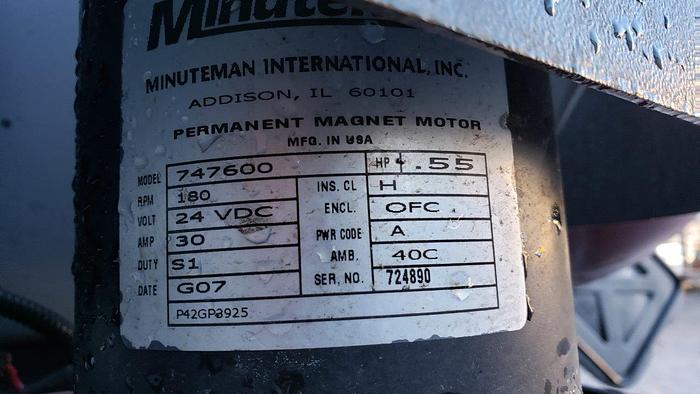 Minuteman
MINUTEMAN INTERNATIONAL, INC.
ADDISON, IL 60101
PERMANENT MAGNET MOTOR
MFG. IN USA
MODEL 747600 HP .55
RPM 180 INS. CL H
VOLT 24 VDC ENCL. OFC
AMP 30 PWR CODE A
DUTY S1 AMB. 40C
DATE G07 SER. NO. 724890
P42GP3925